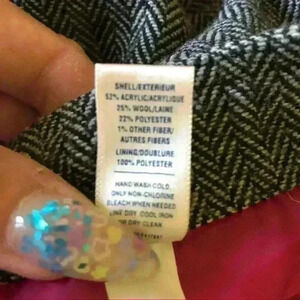 SHELL/EXTERIEUR
52% ACRYLIC/ACRYLIQUE
25% WOOL/LAINE
22% POLYESTER
1% OTHER FIBER/
AUTRES FIBERS
LINING/DOUBLURE
100% POLYESTER
HAND WASH COLD,
ONLY NON-CHLORINE
BLEACH WHEN NEEDED
LINE DRY COOL IRON
OR DRY CLEAN